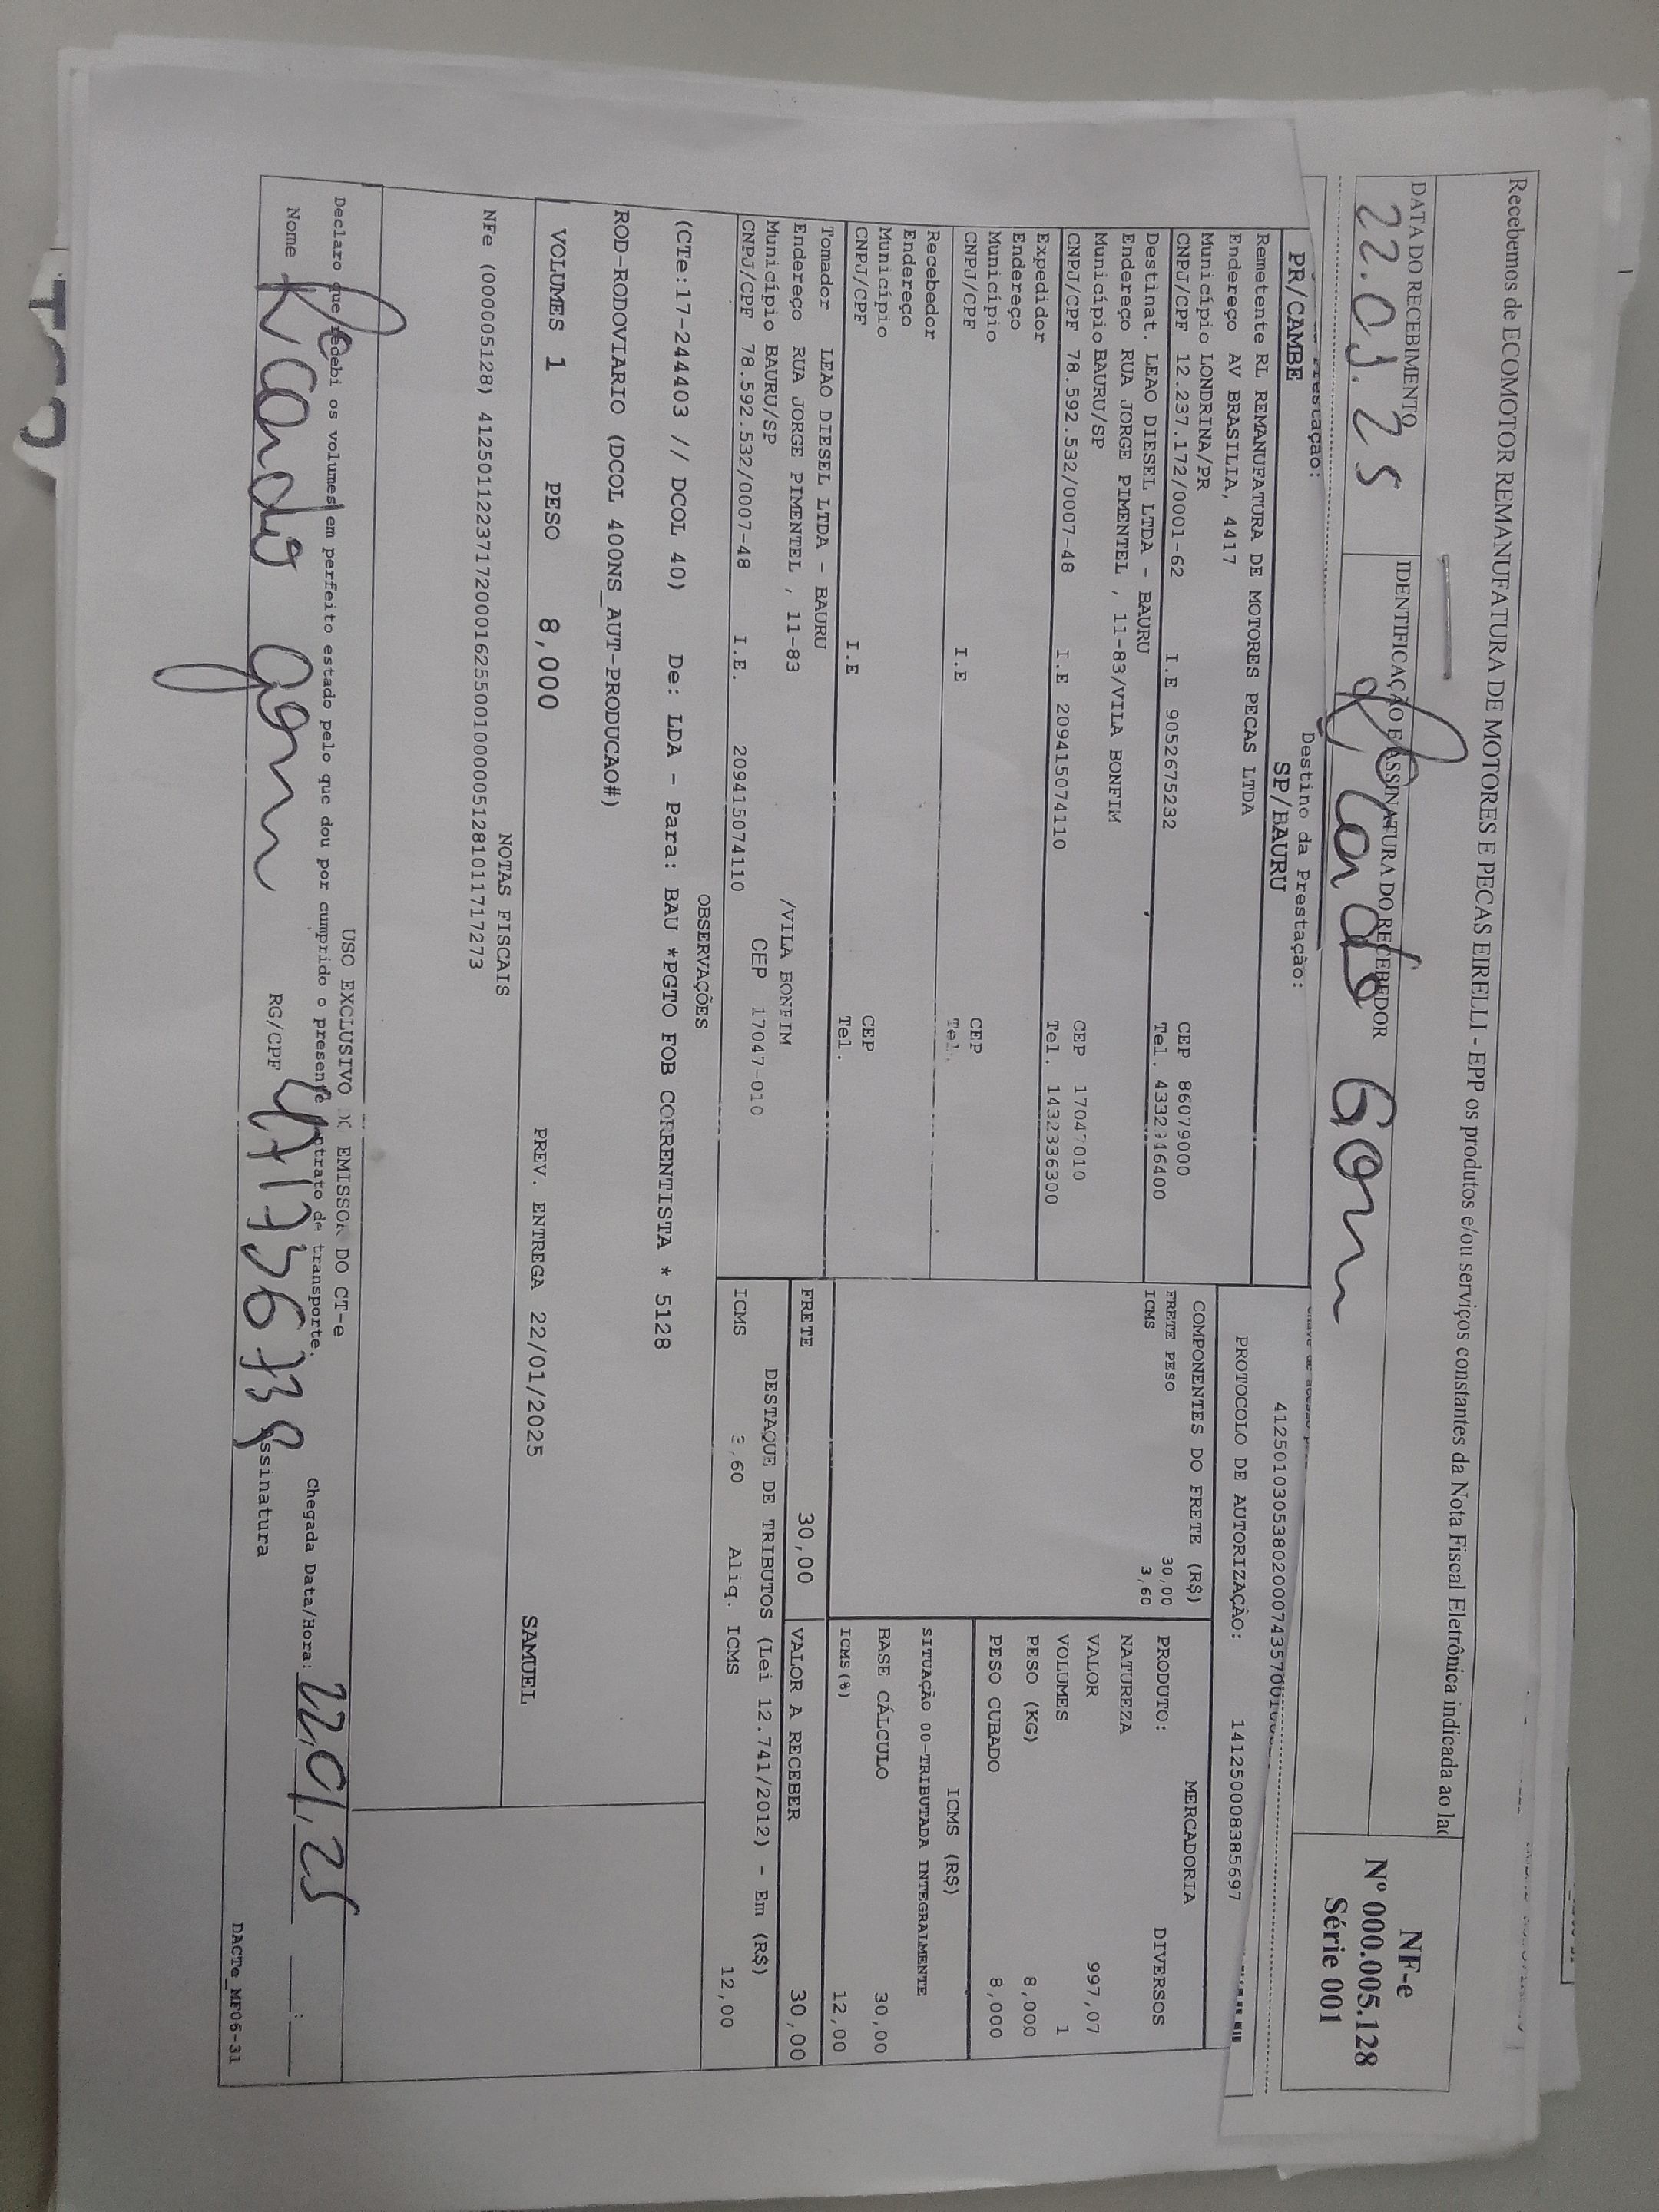 Recebemos de ECOMOTOR REMANUFATURA DE MOTORES E PECAS EIRELLI - EPP os produtos e/ou serviços constantes da Nota Fiscal Eletrônica indicada ao lad
NF-e
Nº 000.005.128
Série 001
DATA DO RECEBIMENTO
22.01.25
IDENTIFICAÇÃO E ASSINATURA DO RECEBEDOR
Prestação:
PR/CAMBE
Destino da Prestação:
SP/BAURU
PROTOCOLO DE AUTORIZAÇÃO: 141250008385697
Remetente RL REMANUFATURA DE MOTORES PECAS LTDA
Endereço AV BRASILIA, 4417
Município LONDRINA/PR CEP 86079000
CNPJ/CPF 12.237.172/0001-62 I.E 9052675232 Tel.
Destinat. LEAO DIESEL LTDA - BAURU
Endereço RUA JORGE PIMENTEL , 11-83/VILA BONFIM
Município BAURU/SP CEP 17047010
CNPJ/CPF 78.592.532/0007-48 I.E 209415074110 Tel. 1432336300
Expedidor
Endereço
Município CEP
CNPJ/CPF I.E Tel.
Recebedor
Endereço
Município CEP
CNPJ/CPF I.E Tel.
Tomador LEAO DIESEL LTDA - BAURU
Endereço RUA JORGE PIMENTEL , 11-83 /VILA BONFIM
Município BAURU/SP CEP 17047-010
CNPJ/CPF 78.592.532/0007-48 I.E. 209415074110
COMPONENTES DO FRETE (R$)
FRETE PESO 30,00
ICMS 3,60
MERCADORIA
PRODUTO: DIVERSOS
NATUREZA
VALOR 997,07
VOLUMES 1
PESO (KG) 8,000
PESO CUBADO 8,000
ICMS (R$)
SITUAÇÃO 00-TRIBUTADA INTEGRALMENTE
BASE CÁLCULO 30,00
ICMS(%) 12,00
FRETE 30,00 VALOR A RECEBER 30,00
DESTAQUE DE TRIBUTOS (Lei 12.741/2012) - Em (R$)
ICMS 3,60 Aliq. ICMS 12,00
OBSERVAÇÕES
(CTe:17-244403 // DCOL 40) De: LDA - Para: BAU *PGTO FOB CORRENTISTA * 5128
ROD-RODOVIARIO (DCOL 400NS_AUT-PRODUCAO#)
VOLUMES 1 PESO 8,000 PREV. ENTREGA 22/01/2025 SAMUEL
NOTAS FISCAIS
NFe (000005128) 41250112237172000162550010000051281011717273
USO EXCLUSIVO DO EMISSOR DO CT-e
Declaro que recebi os volumes em perfeito estado pelo que dou por cumprido o presente contrato de transporte.
Chegada Data/Hora: 22,01,25 :
Nome Ricardo RG/CPF Assinatura
DACTe_MF06-31